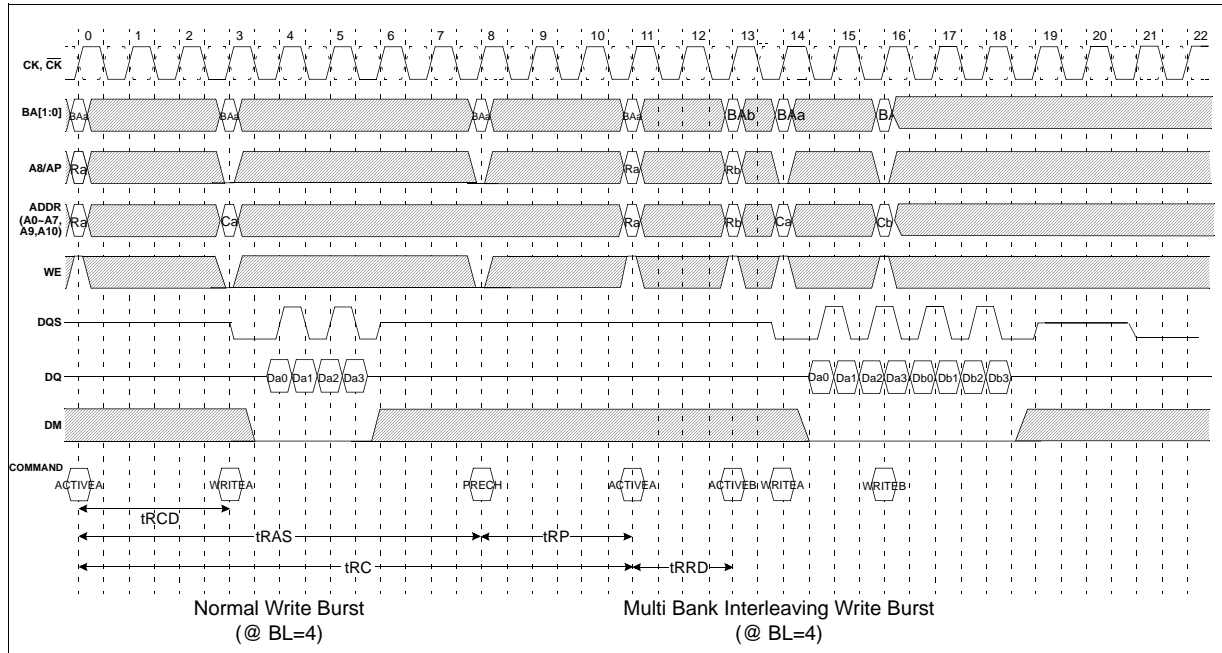 0 1 2 3 4 5 6 7 8 9 10 11 12 13 14 15 16 17 18 19 20 21 22
CK, CK
BA[1:0] BAa BAa BAa BAa BAb BAa BA
A8/AP Ra Ra Rb
ADDR
(A0~A7,
A9,A10)
Ra Ca Ra Rb Ca Cb
WE
DQS
DQ Da0 Da1 Da2 Da3 Da0 Da1 Da2 Da3 Db0 Db1 Db2 Db3
DM
COMMAND
ACTIVEA WRITEA PRECH ACTIVEA ACTIVEB WRITEA WRITEB
tRCD
tRAS tRP
tRC tRRD
Normal Write Burst Multi Bank Interleaving Write Burst
(@ BL=4) (@ BL=4)